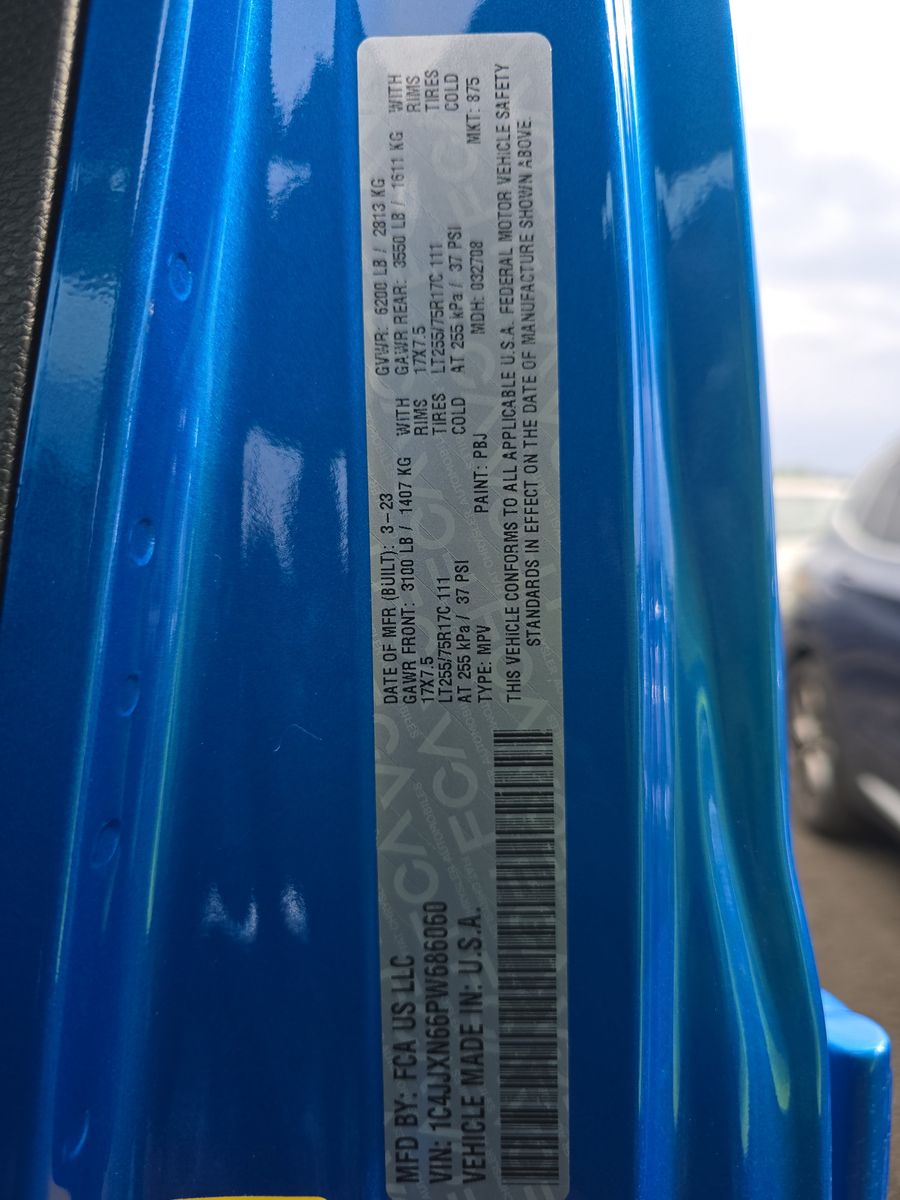 MFD BY: FCA US LLC
VIN: 1C4JJXN66PW686060
VEHICLE MADE IN: U.S.A.
DATE OF MFR (BUILT): 3-23
GAWR FRONT: 3100 LB / 1407 KG WITH
17X7.5 RIMS
LT255/75R17C 111 TIRES
AT 255 kPa / 37 PSI COLD
TYPE: MPV PAINT: PBJ
GVWR: 6200 LB / 2813 KG
GAWR REAR: 3550 LB / 1611 KG WITH
17X7.5 RIMS
LT255/75R17C 111 TIRES
AT 255 kPa / 37 PSI COLD
MDH: 032708 MKT: 875
THIS VEHICLE CONFORMS TO ALL APPLICABLE U.S.A. FEDERAL MOTOR VEHICLE SAFETY
STANDARDS IN EFFECT ON THE DATE OF MANUFACTURE SHOWN ABOVE.